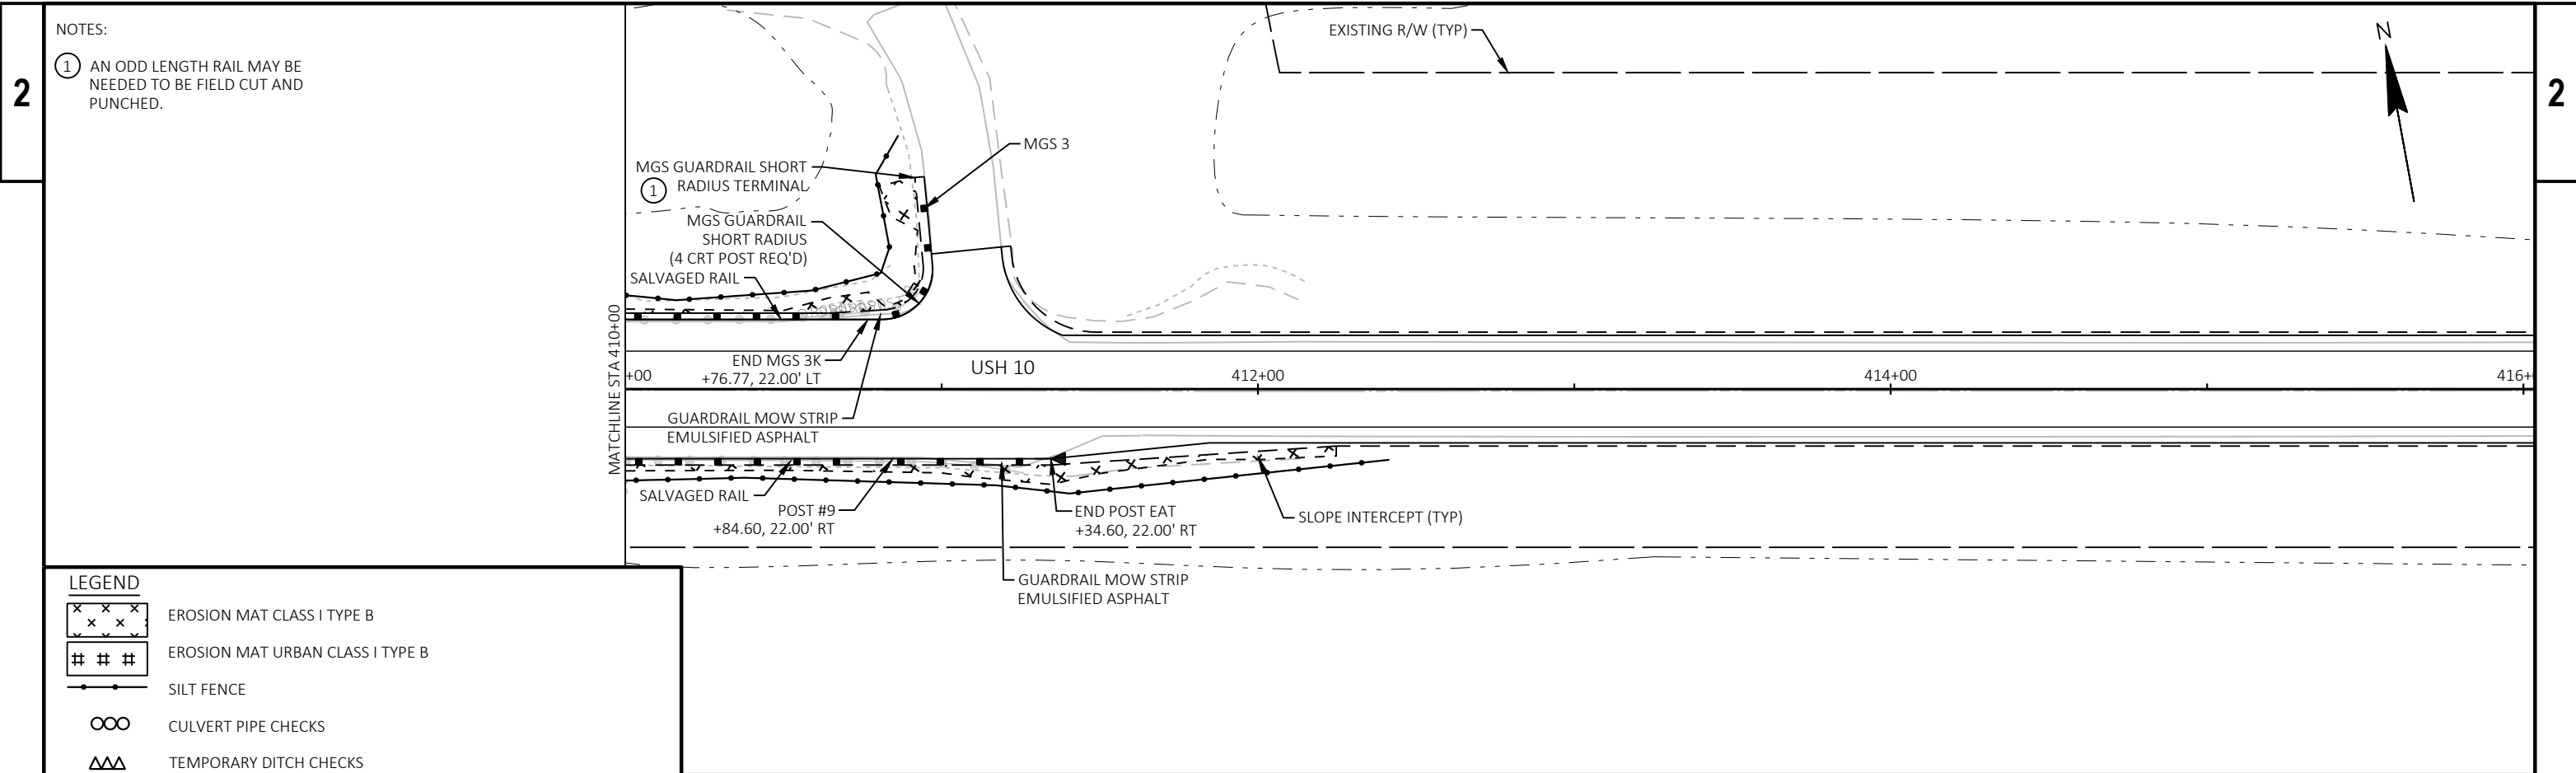 2
NOTES:
1 AN ODD LENGTH RAIL MAY BE
NEEDED TO BE FIELD CUT AND
PUNCHED.
EXISTING R/W (TYP)
N
2
MGS 3
MGS GUARDRAIL SHORT
1 RADIUS TERMINAL
MGS GUARDRAIL
SHORT RADIUS
(4 CRT POST REQ'D)
SALVAGED RAIL
MATCHLINE STA 410+00
END MGS 3K
+76.77, 22.00' LT
USH 10
+00
412+00
414+00
416+
GUARDRAIL MOW STRIP
EMULSIFIED ASPHALT
SALVAGED RAIL
POST #9
+84.60, 22.00' RT
END POST EAT
+34.60, 22.00' RT
SLOPE INTERCEPT (TYP)
GUARDRAIL MOW STRIP
EMULSIFIED ASPHALT
LEGEND
EROSION MAT CLASS I TYPE B
EROSION MAT URBAN CLASS I TYPE B
SILT FENCE
CULVERT PIPE CHECKS
TEMPORARY DITCH CHECKS